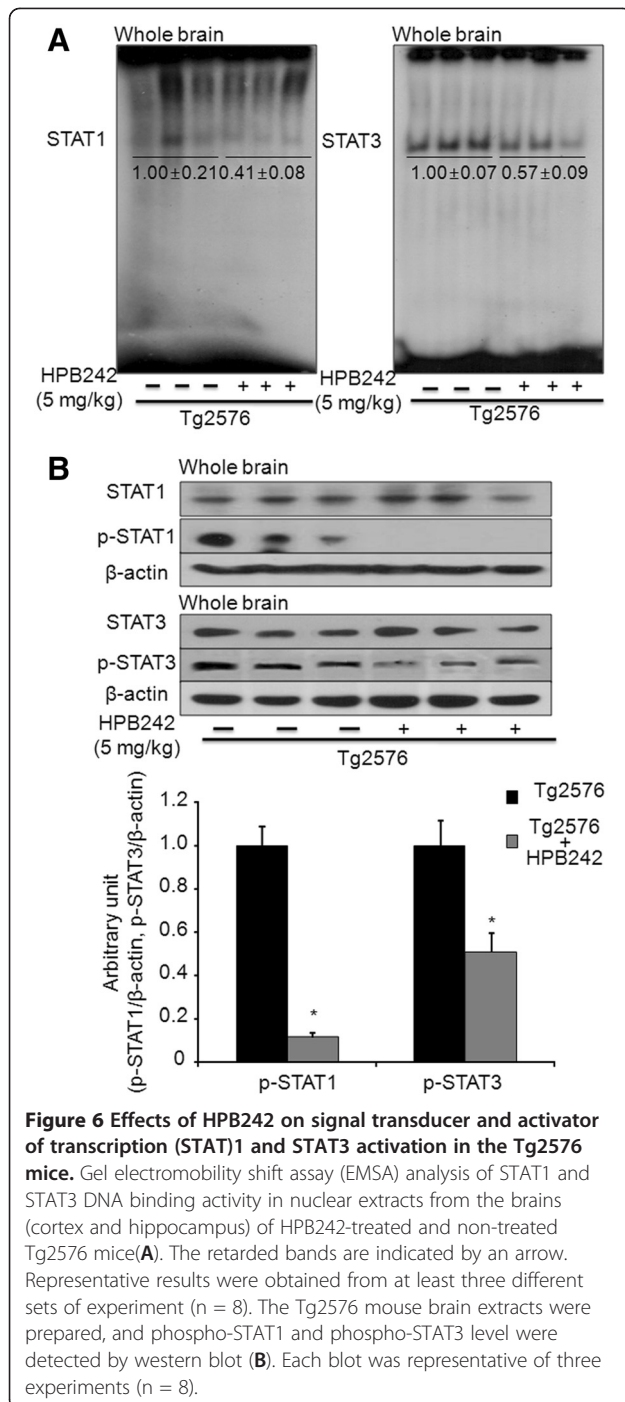 A
Whole brain
Whole brain
STAT1
STAT3
1.00±0.21 0.41±0.08
1.00±0.07 0.57±0.09
HPB242
(5 mg/kg)
− − − + + +
Tg2576
HPB242
(5 mg/kg)
− − − + + +
Tg2576
B
Whole brain
STAT1
p-STAT1
β-actin
Whole brain
STAT3
p-STAT3
β-actin
HPB242
(5 mg/kg)
− − − + + +
Tg2576
Arbitrary unit
(p-STAT1/β-actin, p-STAT3/β-actin)
1.2
1.0
0.8
0.6
0.4
0.2
0
*
*
p-STAT1
p-STAT3
Tg2576
Tg2576
+
HPB242
Figure 6 Effects of HPB242 on signal transducer and activator
of transcription (STAT)1 and STAT3 activation in the Tg2576
mice. Gel electromobility shift assay (EMSA) analysis of STAT1 and
STAT3 DNA binding activity in nuclear extracts from the brains
(cortex and hippocampus) of HPB242-treated and non-treated
Tg2576 mice(A). The retarded bands are indicated by an arrow.
Representative results were obtained from at least three different
sets of experiment (n = 8). The Tg2576 mouse brain extracts were
prepared, and phospho-STAT1 and phospho-STAT3 level were
detected by western blot (B). Each blot was representative of three
experiments (n = 8).